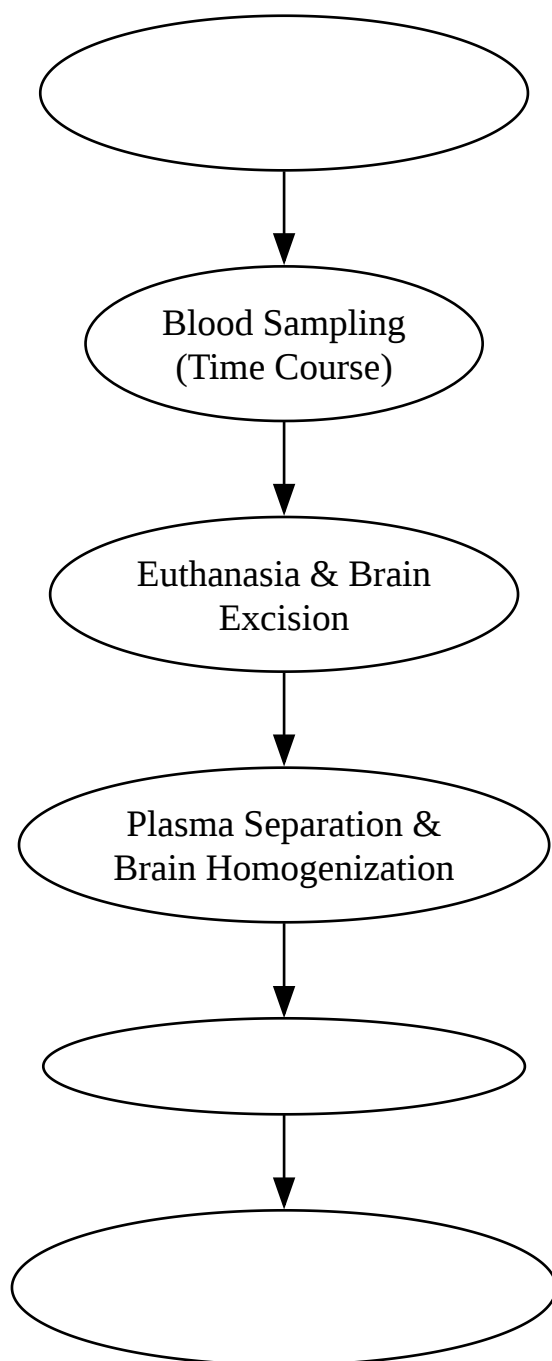 Blood Sampling
(Time Course)
Euthanasia & Brain
Excision
Plasma Separation &
Brain Homogenization